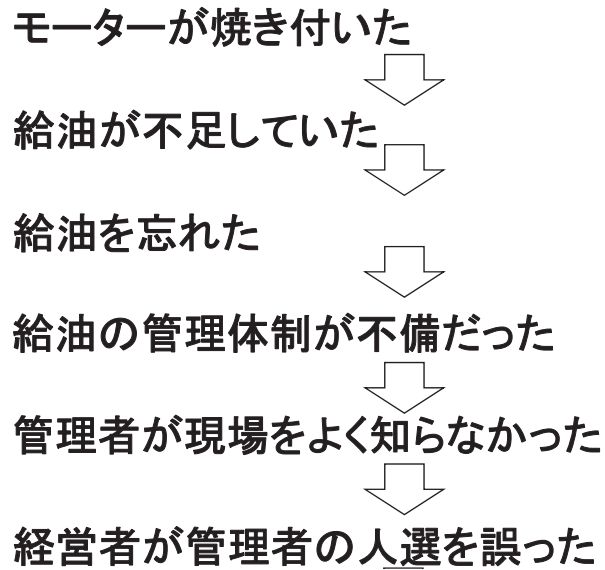 モーターが焼き付いた
給油が不足していた
給油を忘れた
給油の管理体制が不備だった
管理者が現場をよく知らなかった
経営者が管理者の人選を誤った